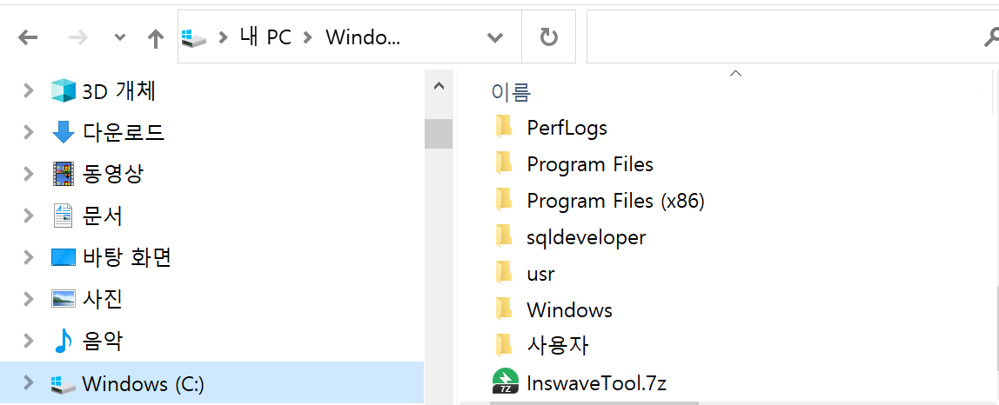 내 PC > Windo...
3D 개체
다운로드
동영상
문서
바탕 화면
사진
음악
Windows (C:)
이름
PerfLogs
Program Files
Program Files (x86)
sqldeveloper
usr
Windows
사용자
7Z
InswaveTool.7z